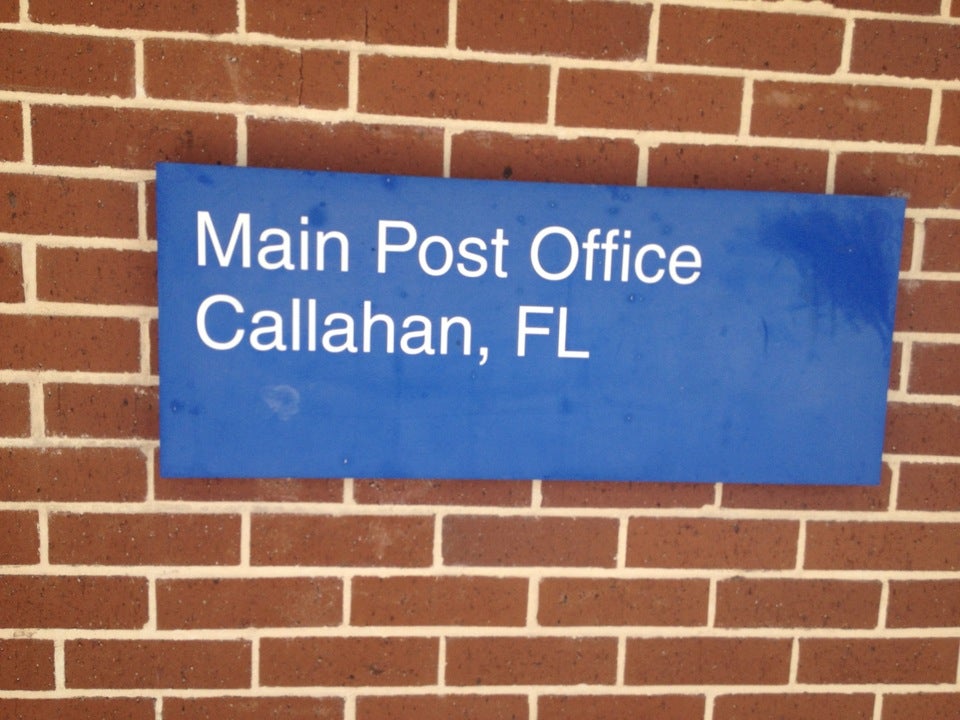 Main Post Office
Callahan, FL